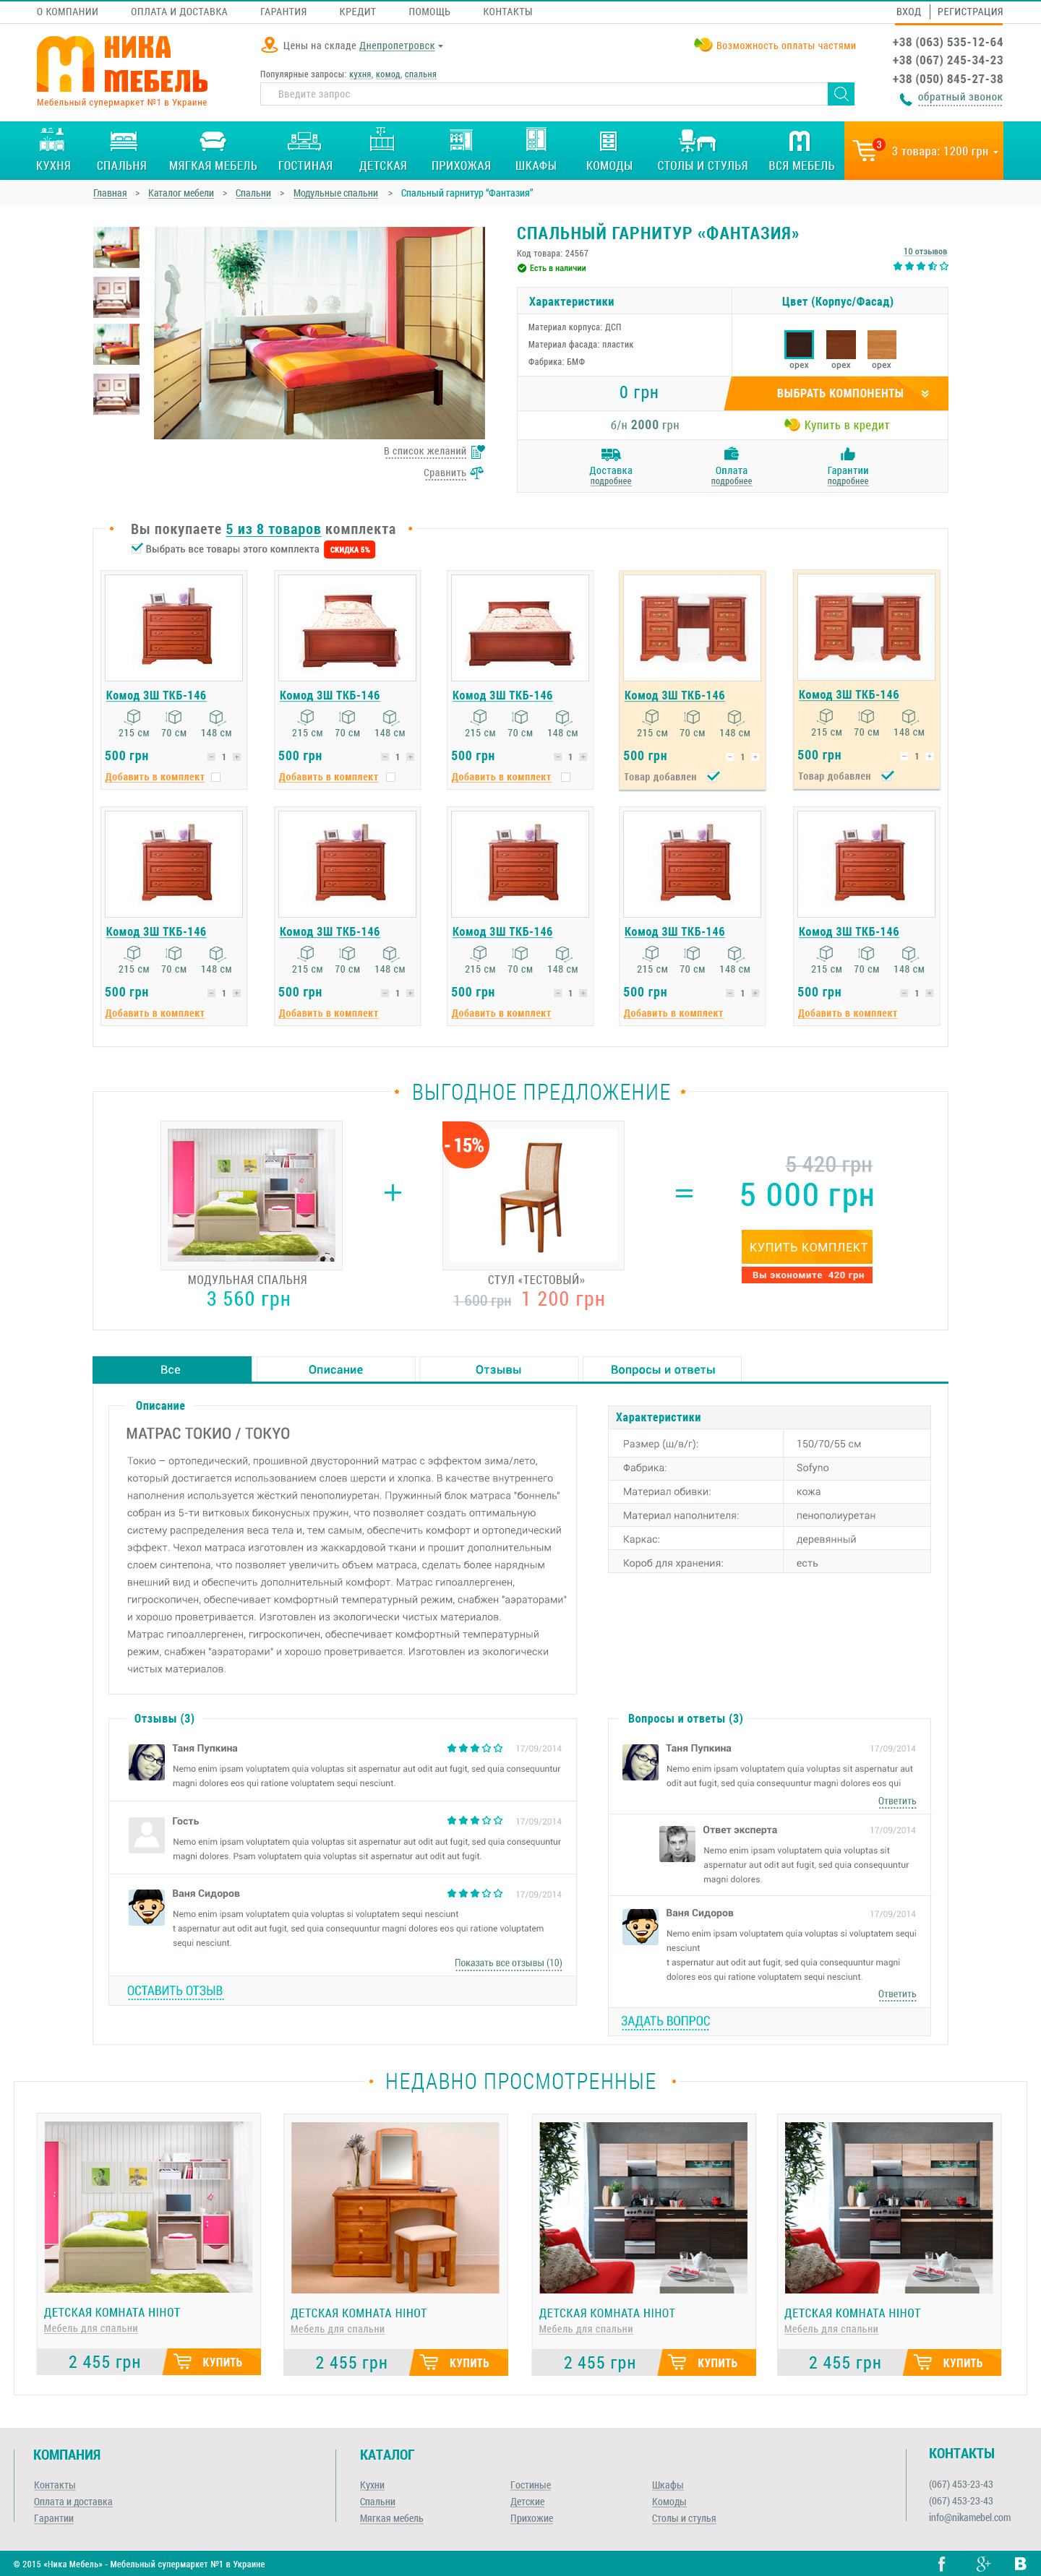 О КОМПАНИИ ОПЛАТА И ДОСТАВКА ГАРАНТИЯ КРЕДИТ ПОМОЩЬ КОНТАКТЫ ВХОД РЕГИСТРАЦИЯ
НИКА
МЕБЕЛЬ
Мебельный супермаркет №1 в Украине
Цены на складе Днепропетровск
Возможность оплаты частями
Популярные запросы: кухня, комод, спальня
Введите запрос
+38 (063) 535-12-64
+38 (067) 245-34-23
+38 (050) 845-27-38
обратный звонок
КУХНЯ СПАЛЬНЯ МЯГКАЯ МЕБЕЛЬ ГОСТИНАЯ ДЕТСКАЯ ПРИХОЖАЯ ШКАФЫ КОМОДЫ СТОЛЫ И СТУЛЬЯ ВСЯ МЕБЕЛЬ
3
3 товара: 1200 грн
Главная > Каталог мебели > Спальни > Модульные спальни > Спальный гарнитур "Фантазия"
СПАЛЬНЫЙ ГАРНИТУР «ФАНТАЗИЯ»
Код товара: 24567
10 отзывов
Есть в наличии
Характеристики Цвет (Корпус/Фасад)
Материал корпуса: ДСП
Материал фасада: пластик
Фабрика: БМФ
орех орех орех
0 грн ВЫБРАТЬ КОМПОНЕНТЫ
б/н 2000 грн Купить в кредит
Доставка Оплата Гарантии
подробнее подробнее подробнее
В список желаний
Сравнить
Вы покупаете 5 из 8 товаров комплекта
Выбрать все товары этого комплекта СКИДКА 5%
Комод 3Ш ТКБ-146 Комод 3Ш ТКБ-146 Комод 3Ш ТКБ-146 Комод 3Ш ТКБ-146 Комод 3Ш ТКБ-146
215 см 70 см 148 см 215 см 70 см 148 см 215 см 70 см 148 см 215 см 70 см 148 см 215 см 70 см 148 см
500 грн - 1 + 500 грн - 1 + 500 грн - 1 + 500 грн - 1 + 500 грн - 1 +
Добавить в комплект Добавить в комплект Добавить в комплект Товар добавлен Товар добавлен
Комод 3Ш ТКБ-146 Комод 3Ш ТКБ-146 Комод 3Ш ТКБ-146 Комод 3Ш ТКБ-146 Комод 3Ш ТКБ-146
215 см 70 см 148 см 215 см 70 см 148 см 215 см 70 см 148 см 215 см 70 см 148 см 215 см 70 см 148 см
500 грн - 1 + 500 грн - 1 + 500 грн - 1 + 500 грн - 1 + 500 грн - 1 +
Добавить в комплект Добавить в комплект Добавить в комплект Добавить в комплект Добавить в комплект
ВЫГОДНОЕ ПРЕДЛОЖЕНИЕ
- 15%
+ =
5 420 грн
5 000 грн
КУПИТЬ КОМПЛЕКТ
Вы экономите 420 грн
МОДУЛЬНАЯ СПАЛЬНЯ
3 560 грн
СТУЛ «ТЕСТОВЫЙ»
1 600 грн 1 200 грн
Все Описание Отзывы Вопросы и ответы
Описание
МАТРАС ТОКИО / TOKYO
Токио – ортопедический, прошивной двусторонний матрас с эффектом зима/лето,
который достигается использованием слоев шерсти и хлопка. В качестве внутреннего
наполнения используется жёсткий пенополиуретан. Пружинный блок матраса "боннель"
собран из 5-ти витковых биконусных пружин, что позволяет создать оптимальную
систему распределения веса тела и, тем самым, обеспечить комфорт и ортопедический
эффект. Чехол матраса изготовлен из жаккардовой ткани и прошит дополнительным
слоем синтепона, что позволяет увеличить объем матраса, сделать более нарядным
внешний вид и обеспечить дополнительный комфорт. Матрас гипоаллергенен,
гигроскопичен, обеспечивает комфортный температурный режим, снабжен "аэраторами"
и хорошо проветривается. Изготовлен из экологически чистых материалов.
Матрас гипоаллергенен, гигроскопичен, обеспечивает комфортный температурный
режим, снабжен "аэраторами" и хорошо проветривается. Изготовлен из экологически
чистых материалов.
Характеристики
Размер (ш/в/г): 150/70/55 см
Фабрика: Sofyno
Материал обивки: кожа
Материал наполнителя: пенополиуретан
Каркас: деревянный
Короб для хранения: есть
Отзывы (3)
Таня Пупкина 17/09/2014
Nemo enim ipsam voluptatem quia voluptas sit aspernatur aut odit aut fugit, sed quia consequuntur
magni dolores eos qui ratione voluptatem sequi nesciunt.
Гость 17/09/2014
Nemo enim ipsam voluptatem quia voluptas sit aspernatur aut odit aut fugit, sed quia consequuntur
magni dolores. Psam voluptatem quia voluptas sit aspernatur aut odit aut fugit.
Ваня Сидоров 17/09/2014
Nemo enim ipsam voluptatem quia voluptas si voluptatem sequi nesciunt
t aspernatur aut odit aut fugit, sed quia consequuntur magni dolores eos qui ratione voluptatem
sequi nesciunt.
Показать все отзывы (10)
ОСТАВИТЬ ОТЗЫВ
Вопросы и ответы (3)
Таня Пупкина 17/09/2014
Nemo enim ipsam voluptatem quia voluptas sit aspernatur aut
odit aut fugit, sed quia consequuntur magni dolores eos qui
Ответить
Ответ эксперта 17/09/2014
Nemo enim ipsam voluptatem quia voluptas sit
aspernatur aut odit aut fugit, sed quia consequuntur
magni dolores.
Ваня Сидоров 17/09/2014
Nemo enim ipsam voluptatem quia voluptas si voluptatem sequi
nesciunt
t aspernatur aut odit aut fugit, sed quia consequuntur magni
dolores eos qui ratione voluptatem sequi nesciunt.
Ответить
ЗАДАТЬ ВОПРОС
НЕДАВНО ПРОСМОТРЕННЫЕ
ДЕТСКАЯ КОМНАТА НІНОТ ДЕТСКАЯ КОМНАТА НІНОТ ДЕТСКАЯ КОМНАТА НІНОТ ДЕТСКАЯ КОМНАТА НІНОТ
Мебель для спальни Мебель для спальни Мебель для спальни Мебель для спальни
2 455 грн КУПИТЬ 2 455 грн КУПИТЬ 2 455 грн КУПИТЬ 2 455 грн КУПИТЬ
КОМПАНИЯ
Контакты
Оплата и доставка
Гарантии
КАТАЛОГ
Кухни Гостиные Шкафы
Спальни Детские Комоды
Мягкая мебель Прихожие Столы и стулья
КОНТАКТЫ
(067) 453-23-43
(067) 453-23-43
info@nikamebel.com
© 2015 «Ника Мебель» - Мебельный супермаркет №1 в Украине